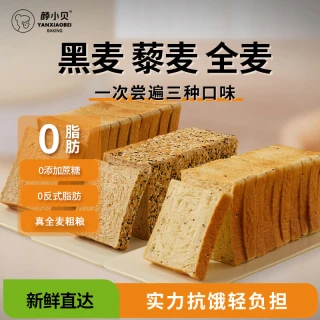 颜小贝
YANXIAOBEI
BAKING
黑麦 藜麦 全麦
一次尝遍三种口味
0脂肪
0添加蔗糖
0反式脂肪
真全麦粗粮
新鲜直达
实力抗饿轻负担